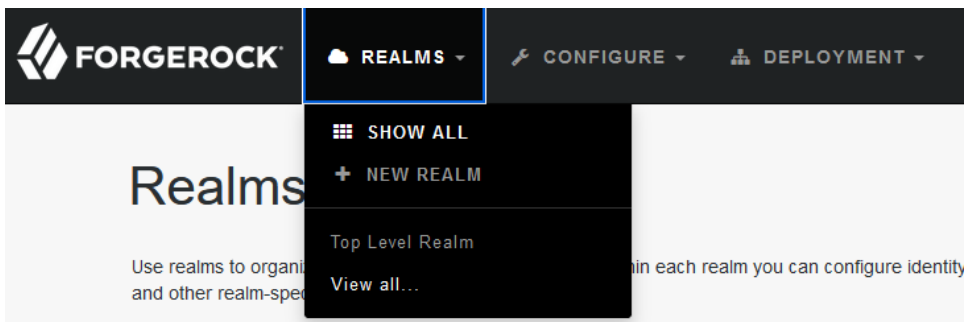 FORGEROCK
REALMS
CONFIGURE
DEPLOYMENT
SHOW ALL
+ NEW REALM
Top Level Realm
View all...
Realms
Use realms to organi
in each realm you can configure identity
and other realm-spec